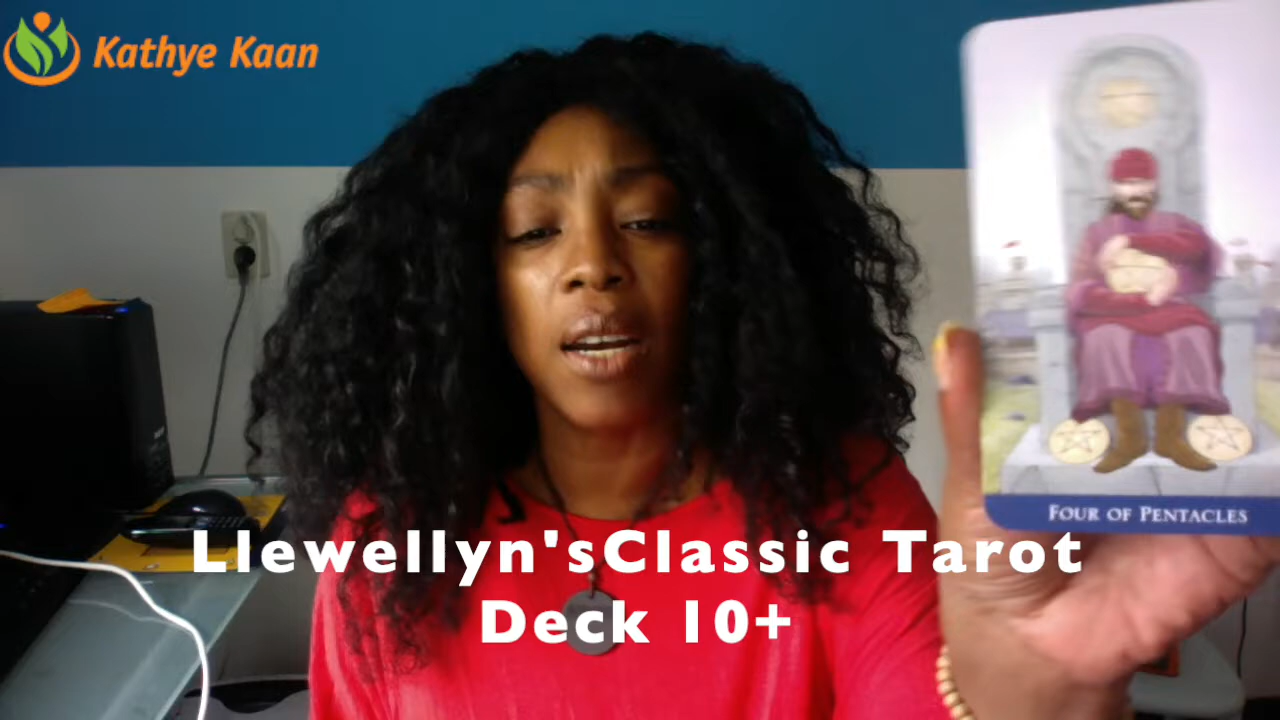 Kathye Kaan
FOUR OF PENTACLES
Llewellyn'sClassic Tarot
Deck 10+